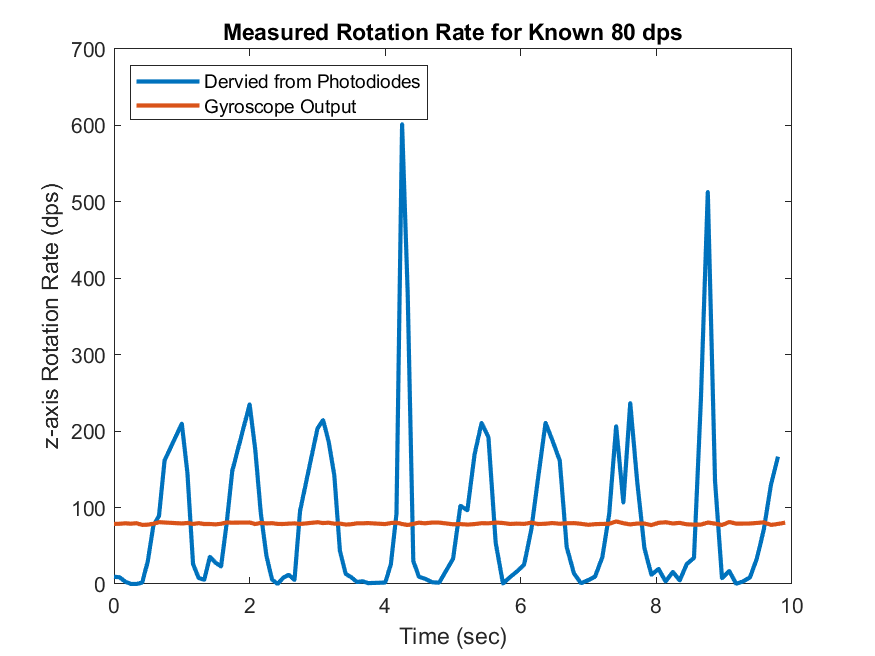 Measured Rotation Rate for Known 80 dps
700
600
500
400
300
200
100
0
z-axis Rotation Rate (dps)
Dervied from Photodiodes
Gyroscope Output
0 2 4 6 8 10
Time (sec)